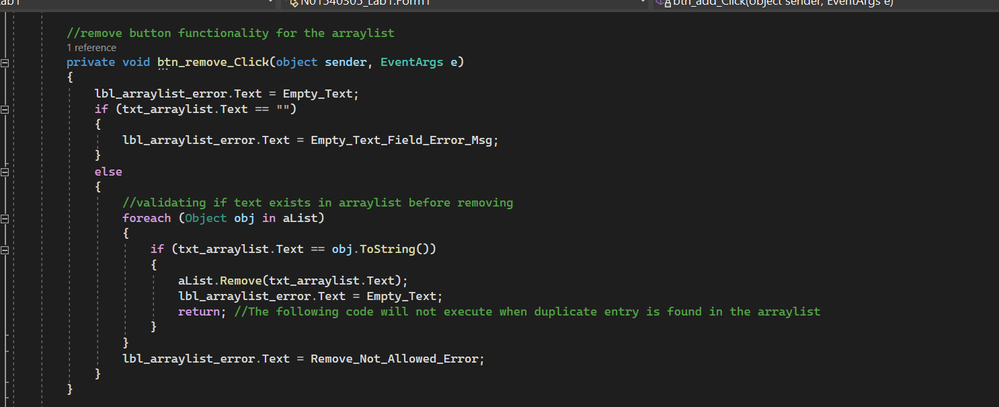 btn_add_Click(object sender, EventArgs e)
//remove button functionality for the arraylist
1 reference
private void btn_remove_Click(object sender, EventArgs e)
{
lbl_arraylist_error.Text = Empty_Text;
if (txt_arraylist.Text == "")
{
lbl_arraylist_error.Text = Empty_Text_Field_Error_Msg;
}
else
{
//validating if text exists in arraylist before removing
foreach (Object obj in aList)
{
if (txt_arraylist.Text == obj.ToString())
{
aList.Remove(txt_arraylist.Text);
lbl_arraylist_error.Text = Empty_Text;
return; //The following code will not execute when duplicate entry is found in the arraylist
}
}
lbl_arraylist_error.Text = Remove_Not_Allowed_Error;
}
}